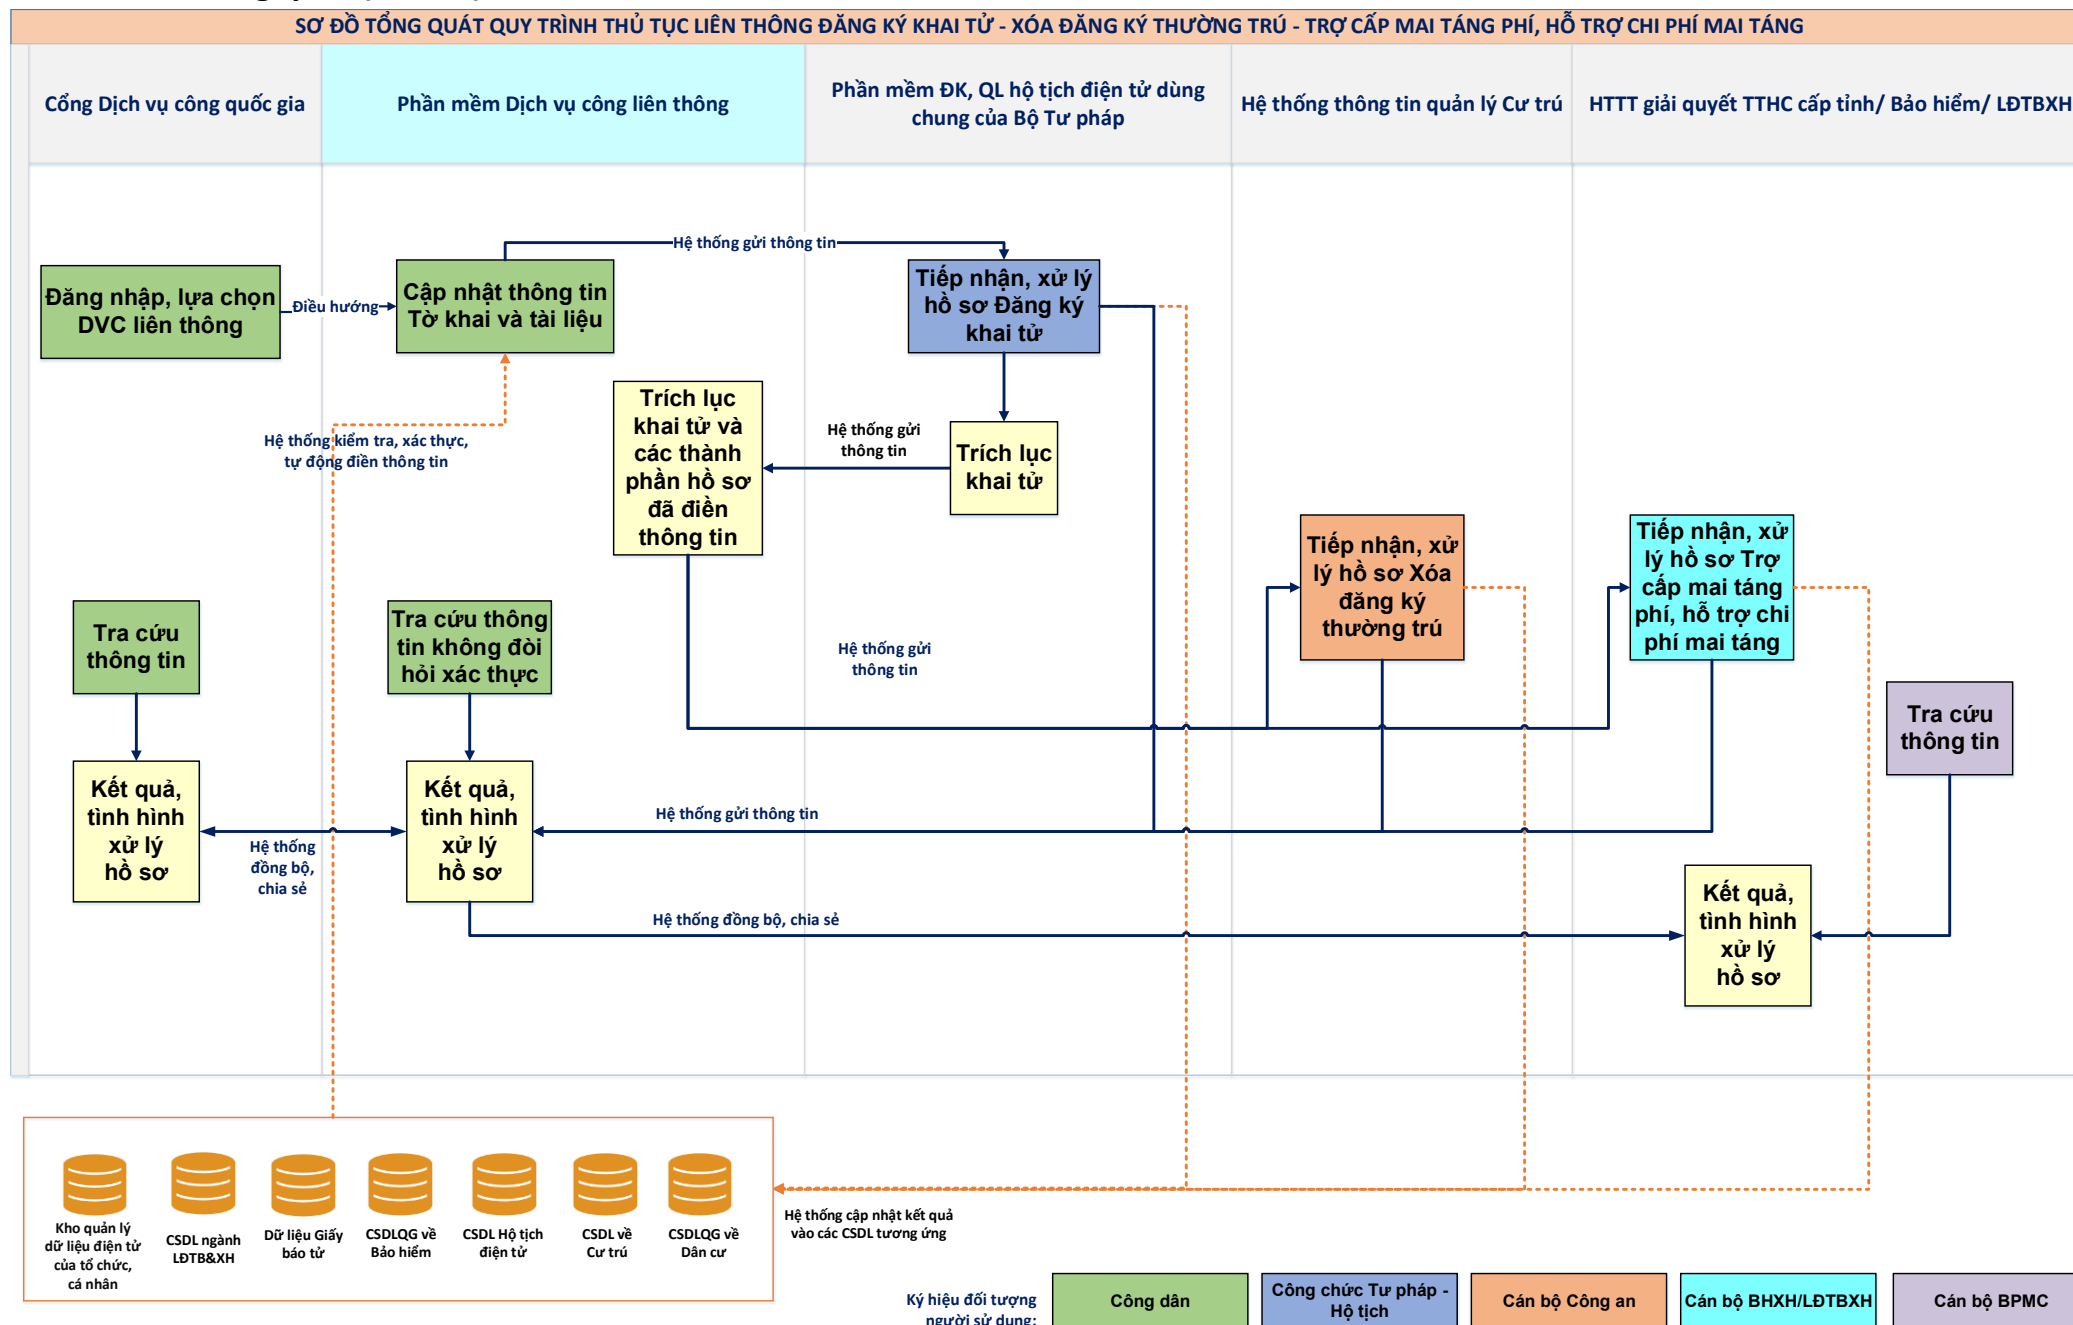 SƠ ĐỒ TỔNG QUÁT QUY TRÌNH THỦ TỤC LIÊN THÔNG ĐĂNG KÝ KHAI TỬ - XÓA ĐĂNG KÝ THƯỜNG TRÚ - TRỢ CẤP MAI TÁNG PHÍ, HỖ TRỢ CHI PHÍ MAI TÁNG
Cổng Dịch vụ công quốc gia
Phần mềm Dịch vụ công liên thông
Phần mềm ĐK, QL hộ tịch điện tử dùng
chung của Bộ Tư pháp
Hệ thống thông tin quản lý Cư trú
HTTT giải quyết TTHC cấp tỉnh/ Bảo hiểm/ LĐTBXH
Hệ thống gửi thông tin
Đăng nhập, lựa chọn
DVC liên thông
Điều hướng
Cập nhật thông tin
Tờ khai và tài liệu
Tiếp nhận, xử lý
hồ sơ Đăng ký
khai tử
Hệ thống kiểm tra, xác thực,
tự động điền thông tin
Trích lục
khai tử và
các thành
phần hồ sơ
đã điền
thông tin
Hệ thống gửi
thông tin
Trích lục
khai tử
Tiếp nhận, xử
lý hồ sơ Xóa
đăng ký
thường trú
Tiếp nhận, xử
lý hồ sơ Trợ
cấp mai táng
phí, hỗ trợ chi
phí mai táng
Tra cứu
thông tin
Tra cứu thông
tin không đòi
hỏi xác thực
Hệ thống gửi
thông tin
Tra cứu
thông tin
Kết quả,
tình hình
xử lý
hồ sơ
Hệ thống
đồng bộ,
chia sẻ
Kết quả,
tình hình
xử lý
hồ sơ
Hệ thống gửi thông tin
Hệ thống đồng bộ, chia sẻ
Kết quả,
tình hình
xử lý
hồ sơ
Kho quản lý
dữ liệu điện tử
của tổ chức,
cá nhân
CSDL ngành
LĐTB&XH
Dữ liệu Giấy
báo tử
CSDLQG về
Bảo hiểm
CSDL Hộ tịch
điện tử
CSDL về
Cư trú
CSDLQG về
Dân cư
Hệ thống cập nhật kết quả
vào các CSDL tương ứng
Ký hiệu đối tượng
người sử dụng:
Công dân
Công chức Tư pháp -
Hộ tịch
Cán bộ Công an
Cán bộ BHXH/LĐTBXH
Cán bộ BPMC